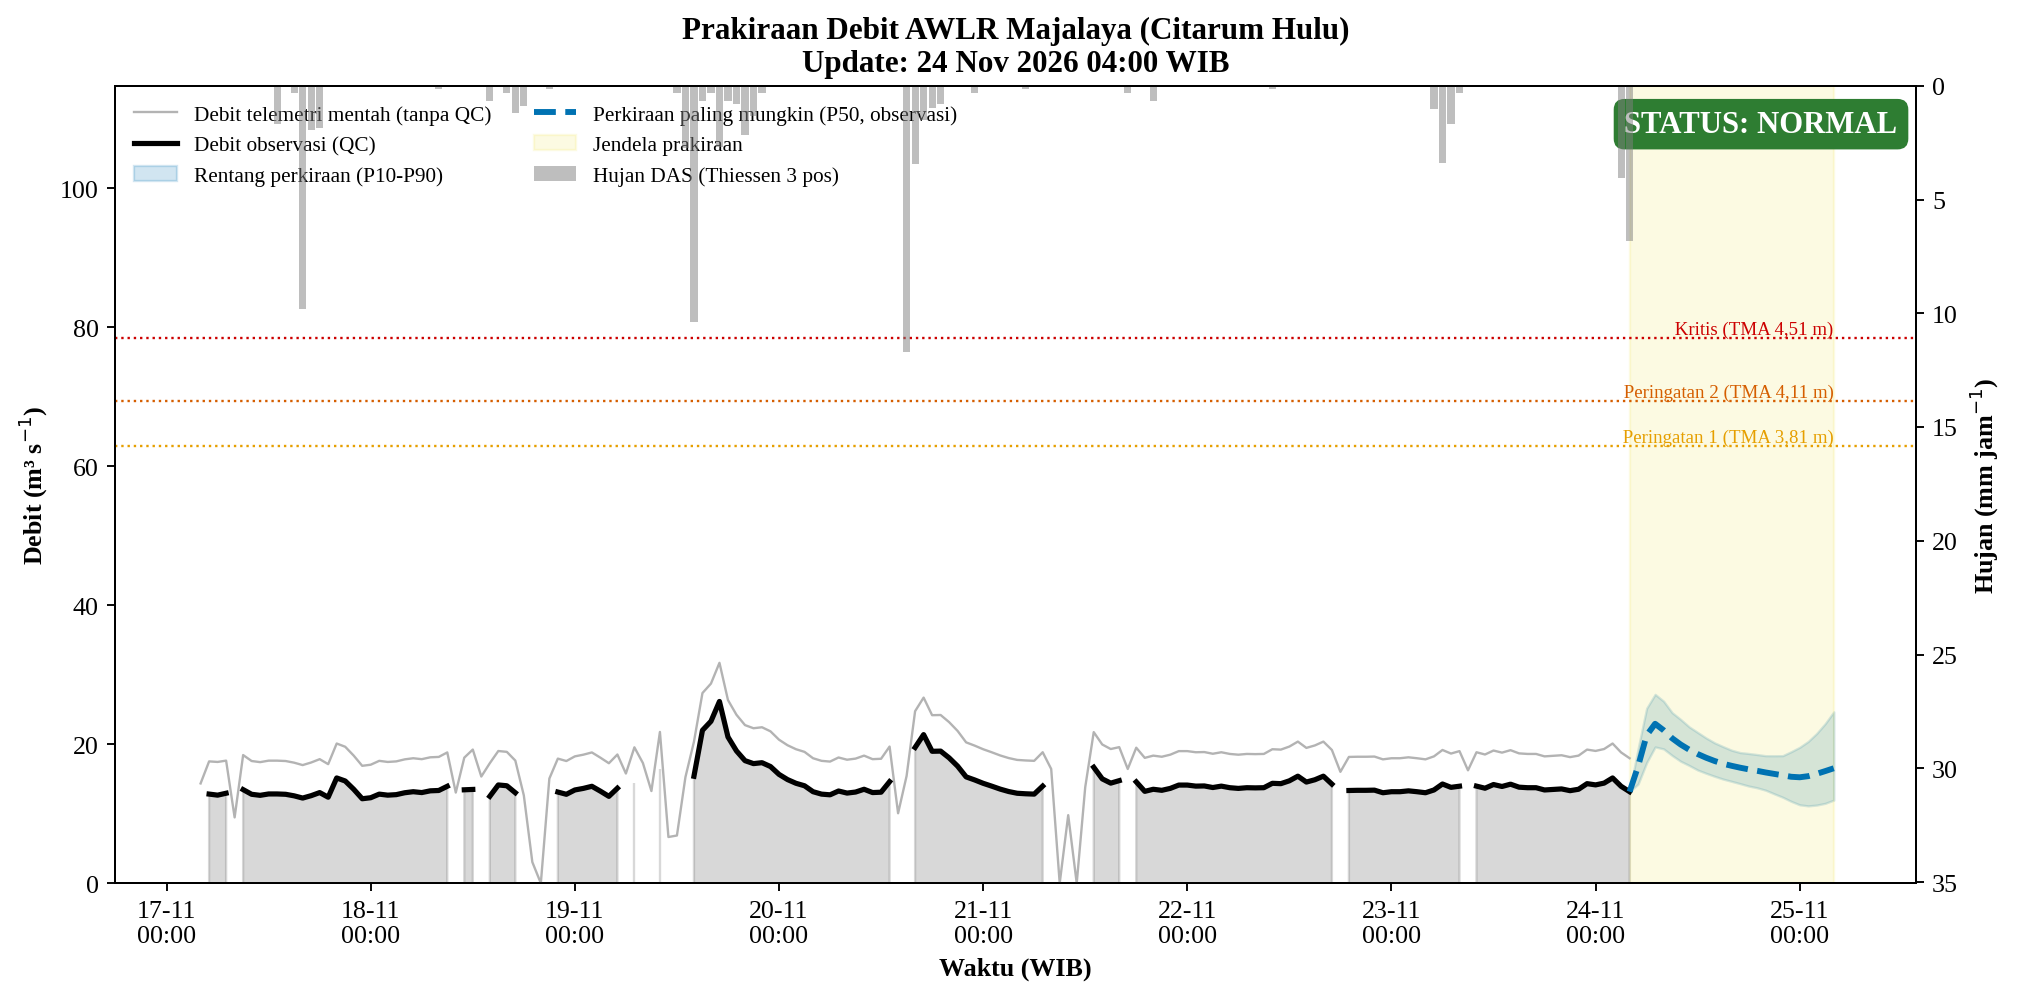 Prakiraan Debit AWLR Majalaya (Citarum Hulu)
Update: 24 Nov 2026 04:00 WIB
Debit telemetri mentah (tanpa QC)
Debit observasi (QC)
Rentang perkiraan (P10-P90)
Perkiraan paling mungkin (P50, observasi)
Jendela prakiraan
Hujan DAS (Thiessen 3 pos)
STATUS: NORMAL
Kritis (TMA 4,51 m)
Peringatan 2 (TMA 4,11 m)
Peringatan 1 (TMA 3,81 m)
Debit (m³ s⁻¹)
100
80
60
40
20
0
Hujan (mm jam⁻¹)
0
5
10
15
20
25
30
35
17-11
00:00
18-11
00:00
19-11
00:00
20-11
00:00
21-11
00:00
22-11
00:00
23-11
00:00
24-11
00:00
25-11
00:00
Waktu (WIB)